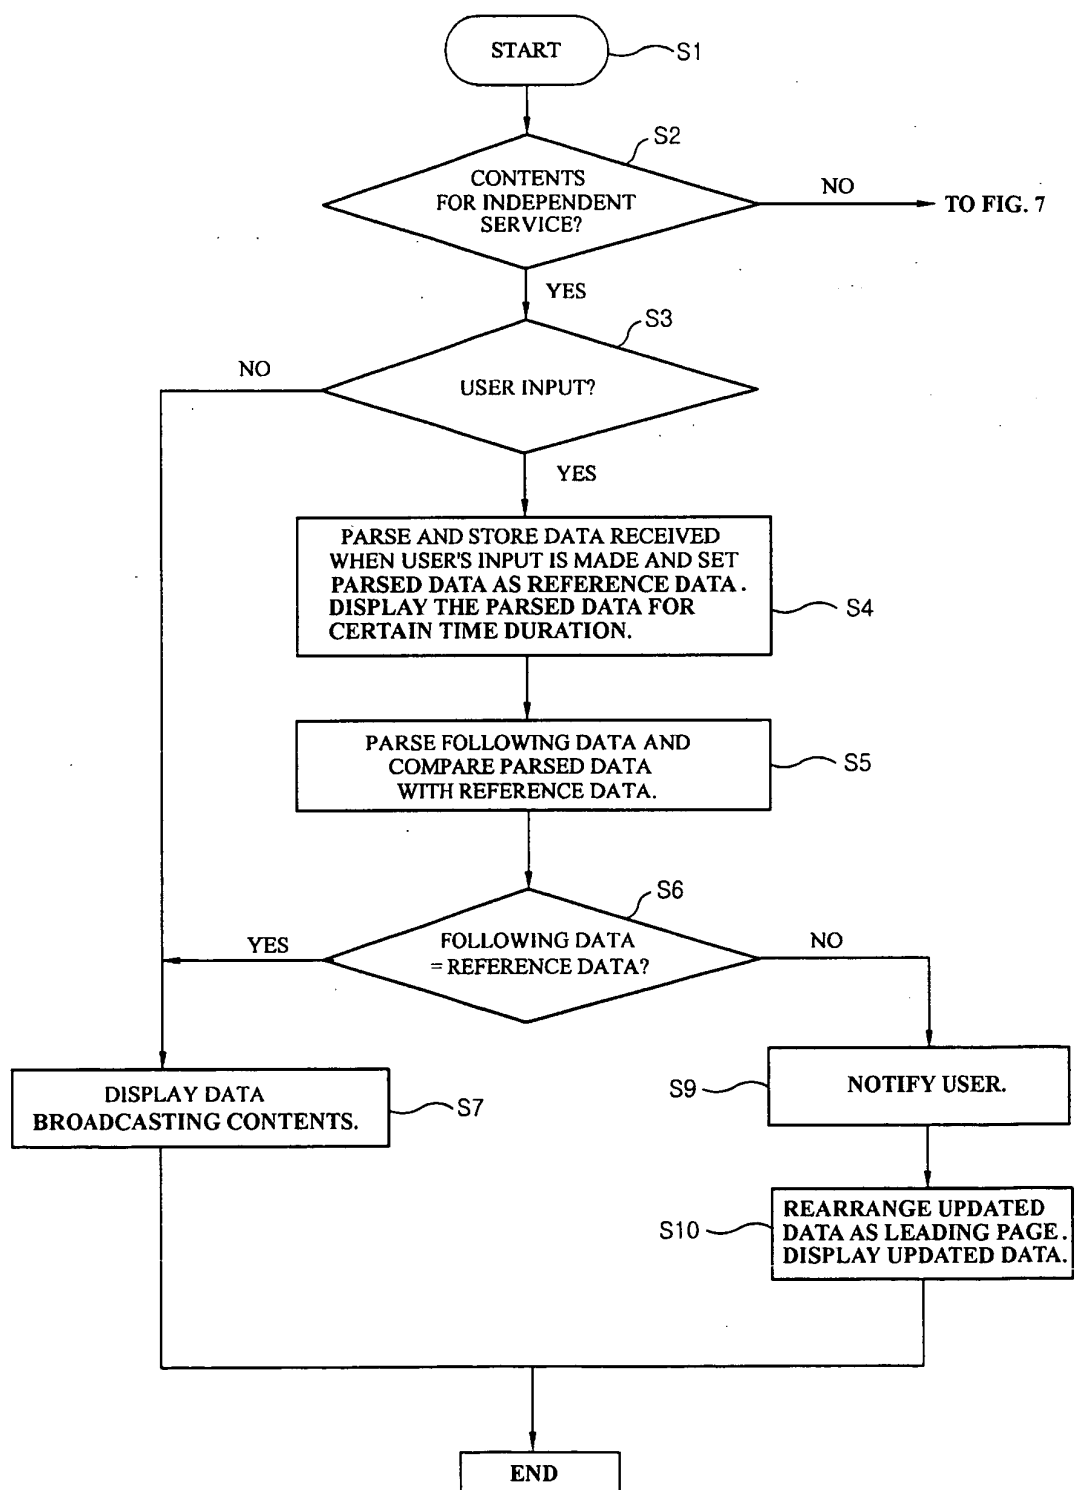 START
S1
S2
CONTENTS
FOR INDEPENDENT
SERVICE?
NO
TO FIG. 7
YES
S3
NO
USER INPUT?
YES
PARSE AND STORE DATA RECEIVED
WHEN USER'S INPUT IS MADE AND SET
PARSED DATA AS REFERENCE DATA.
DISPLAY THE PARSED DATA FOR
CERTAIN TIME DURATION.
S4
PARSE FOLLOWING DATA AND
COMPARE PARSED DATA
WITH REFERENCE DATA.
S5
S6
YES
FOLLOWING DATA
= REFERENCE DATA?
NO
DISPLAY DATA
BROADCASTING CONTENTS.
S7
S9
NOTIFY USER.
S10
REARRANGE UPDATED
DATA AS LEADING PAGE.
DISPLAY UPDATED DATA.
END